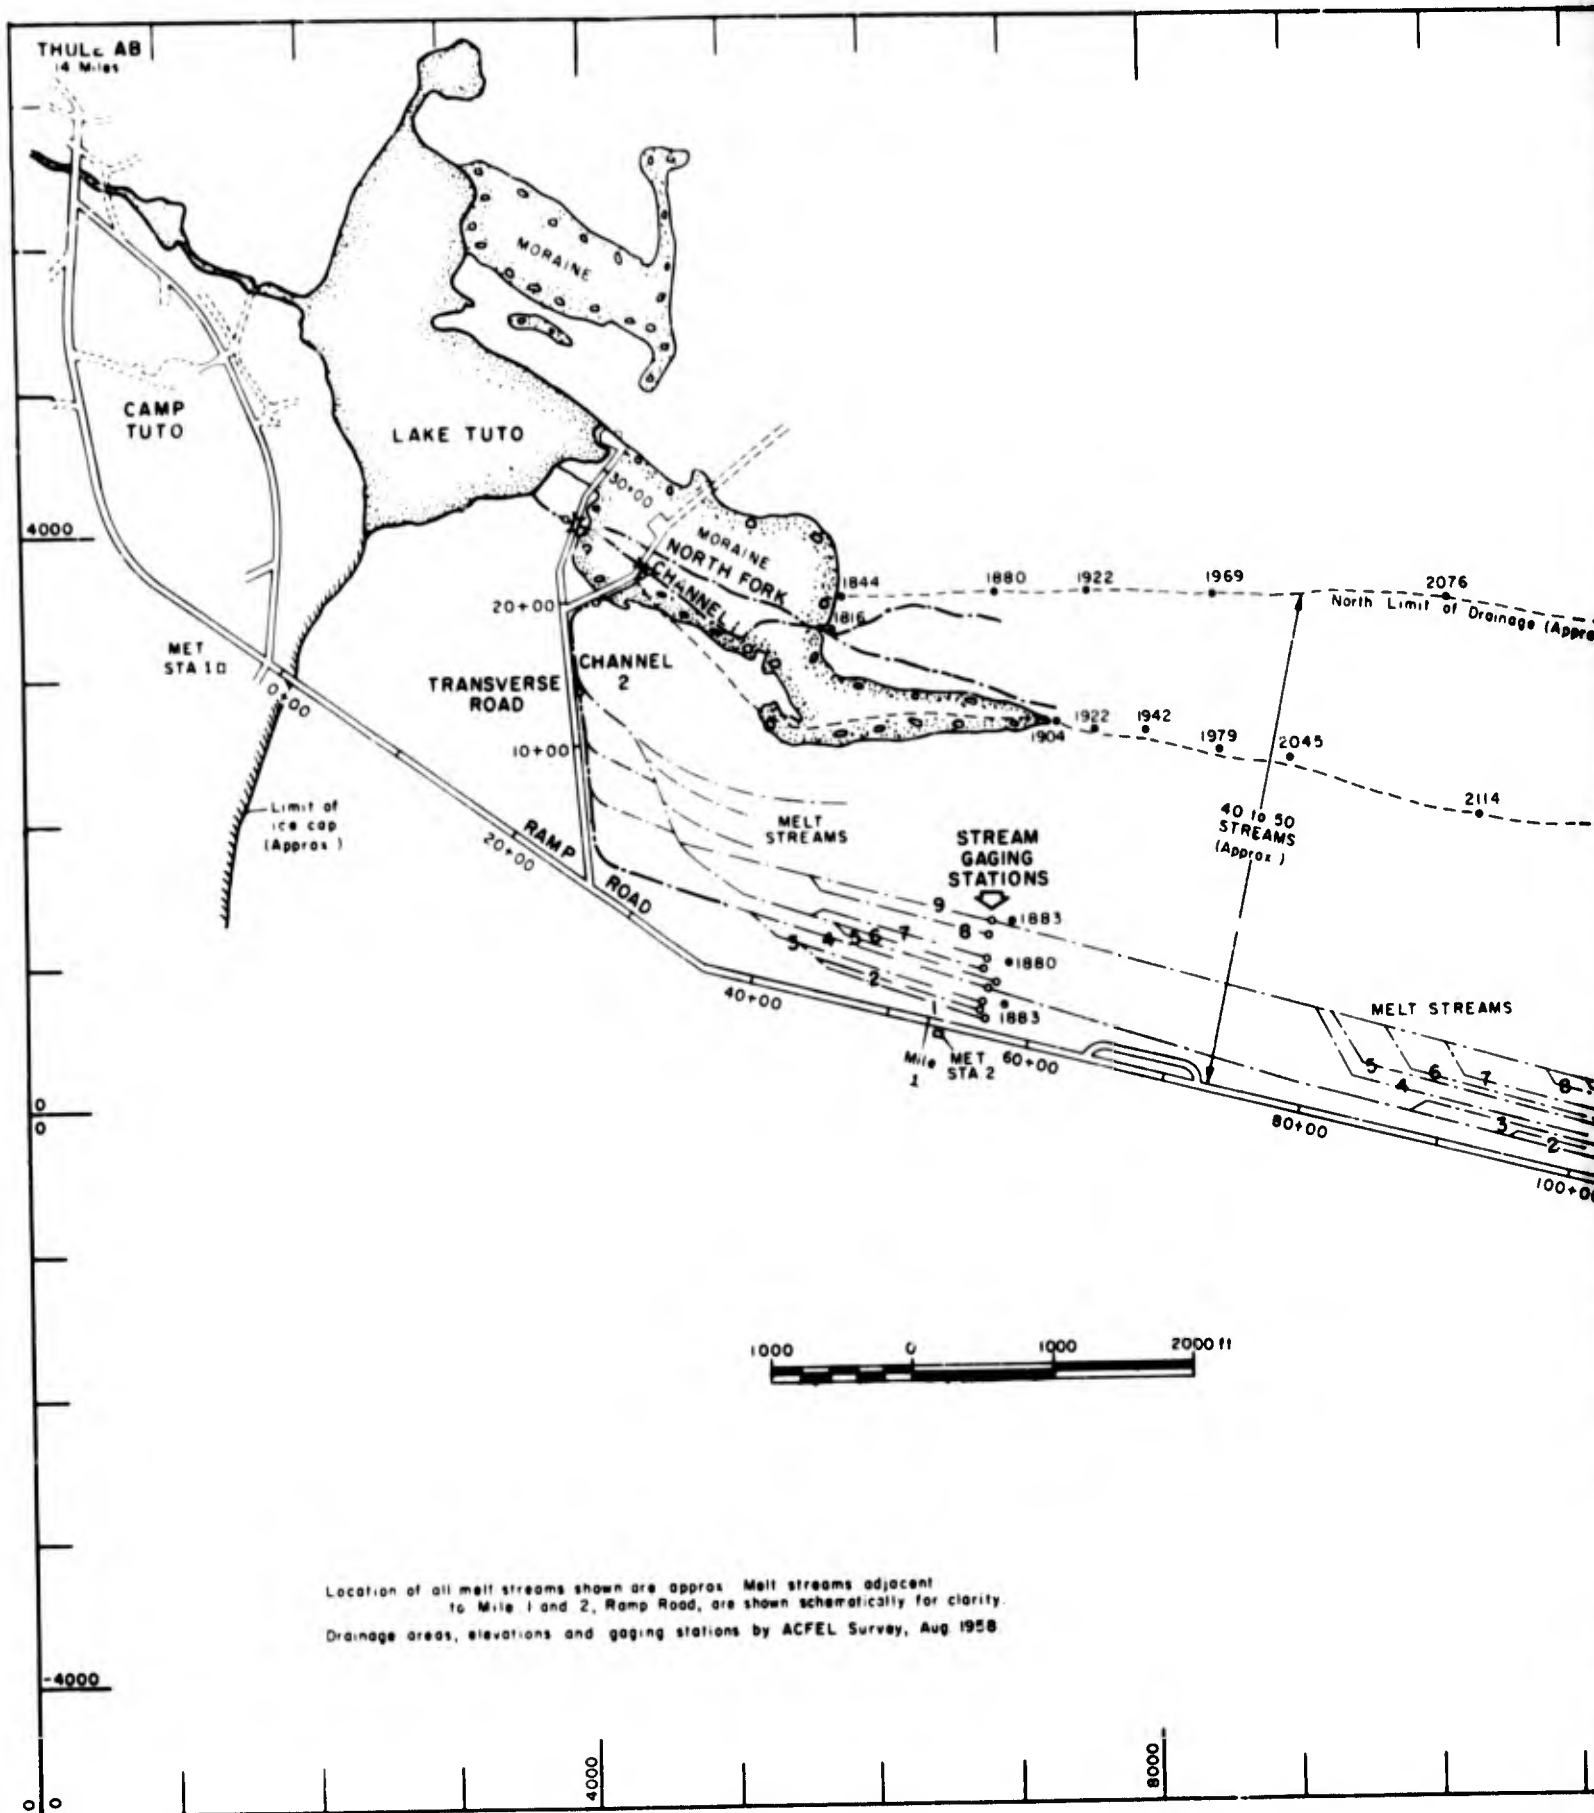 THULE AB
14 Miles
MORAINE
CAMP
TUTO
LAKE TUTO
30+00
4000
MORAINE
NORTH FORK
CHANNEL 1
1844
1880
1922
1969
2076
North Limit of Drainage (Appro
20+00
1816
MET
STA 1
CHANNEL
2
TRANSVERSE
ROAD
0+00
10+00
1904
1922
1942
1979
2045
2114
Limit of
ice cap
(Approx)
20+00
RAMP
ROAD
MELT
STREAMS
STREAM
GAGING
STATIONS
40 to 50
STREAMS
(Approx)
9
8
7
6
5
4
3
2
1883
1880
1883
40+00
Mile
1
MET
STA 2
60+00
MELT STREAMS
5
4
6
7
8
3
2
80+00
100+00
0
0
1000
0
1000
2000 ft
Location of all melt streams shown are approx Melt streams adjacent
to Mile 1 and 2, Ramp Road, are shown schematically for clarity.
Drainage areas, elevations and gaging stations by ACFEL Survey, Aug 1958
-4000
0
0
4000
8000